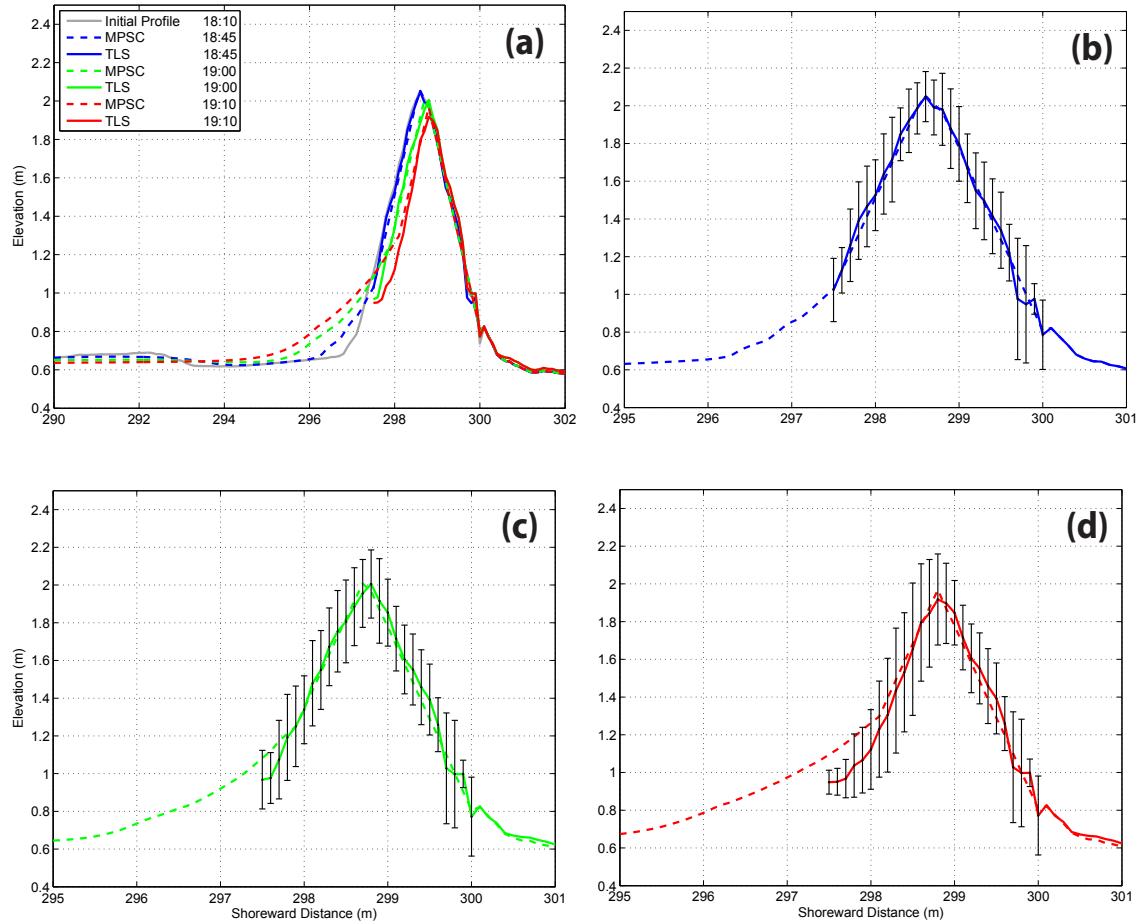 (a)
Initial Profile 18:10
MPSC 18:45
TLS 18:45
MPSC 19:00
TLS 19:00
MPSC 19:10
TLS 19:10
Elevation (m)
2.4
2.2
2
1.8
1.6
1.4
1.2
1
0.8
0.6
0.4
290 292 294 296 298 300 302
(b)
2.4
2.2
2
1.8
1.6
1.4
1.2
1
0.8
0.6
0.4
295 296 297 298 299 300 301
(c)
Elevation (m)
2.4
2.2
2
1.8
1.6
1.4
1.2
1
0.8
0.6
0.4
295 296 297 298 299 300 301
Shoreward Distance (m)
(d)
2.4
2.2
2
1.8
1.6
1.4
1.2
1
0.8
0.6
0.4
295 296 297 298 299 300 301
Shoreward Distance (m)